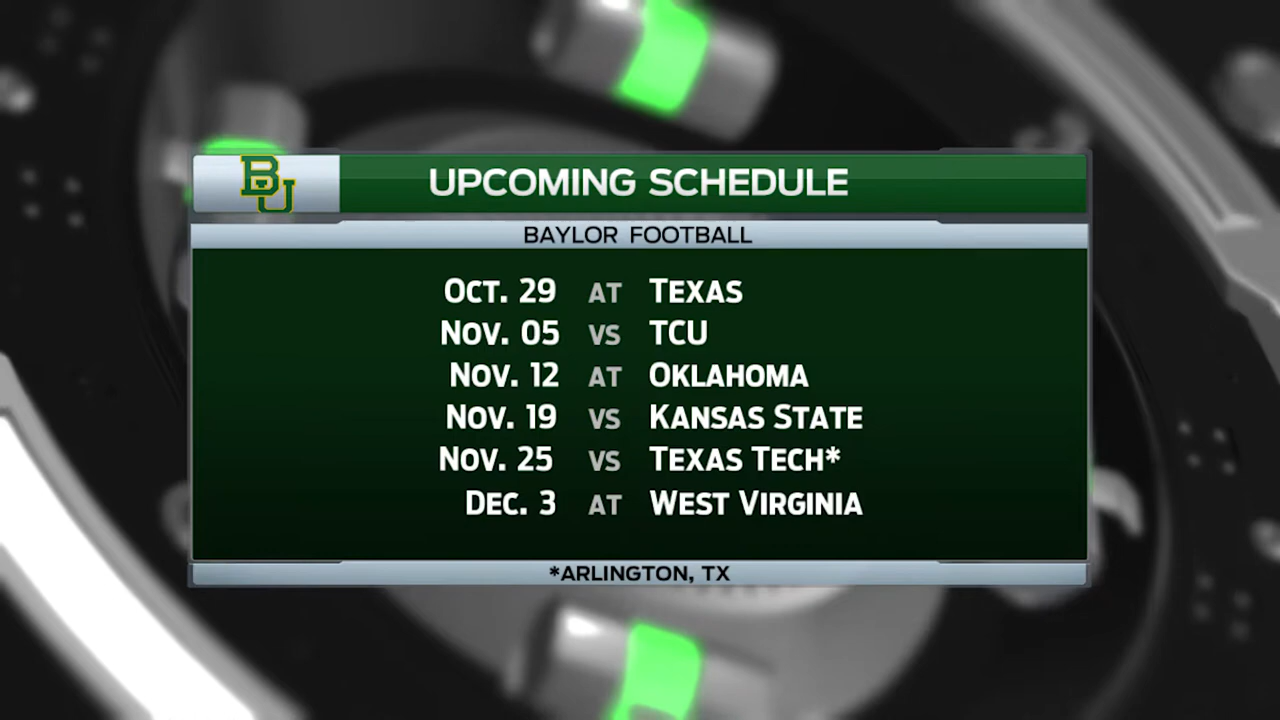 BU UPCOMING SCHEDULE
BAYLOR FOOTBALL
OCT. 29 AT TEXAS
NOV. 05 VS TCU
NOV. 12 AT OKLAHOMA
NOV. 19 VS KANSAS STATE
NOV. 25 VS TEXAS TECH*
DEC. 3 AT WEST VIRGINIA
*ARLINGTON, TX